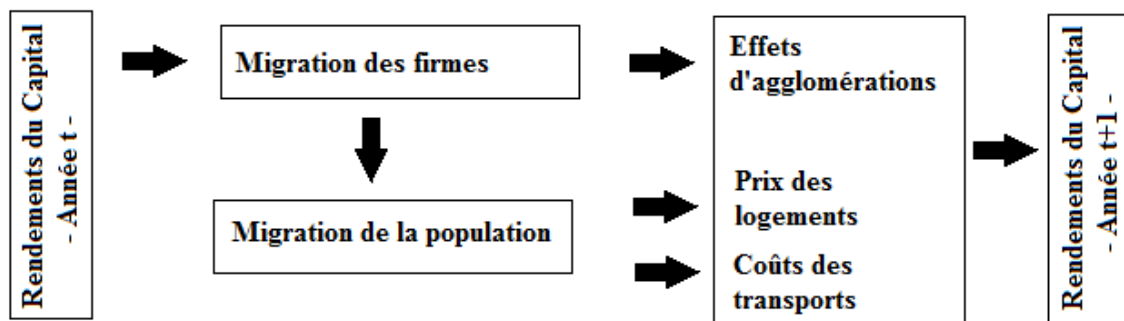 Rendements du Capital
- Année t -
Migration des firmes
Migration de la population
Effets
d'agglomérations
Prix des
logements
Coûts des
transports
Rendements du Capital
- Année t+1 -